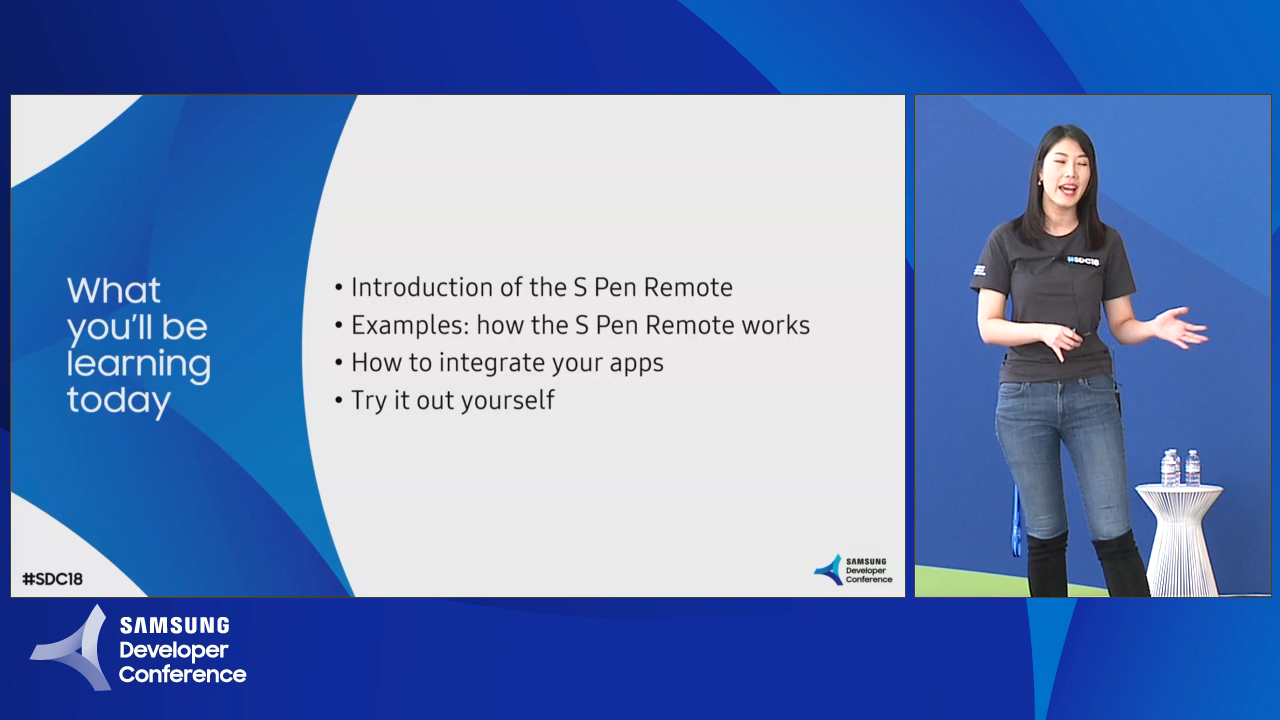 What
you'll be
learning
today
• Introduction of the S Pen Remote
• Examples: how the S Pen Remote works
• How to integrate your apps
• Try it out yourself
#SDC18
SAMSUNG
Developer
Conference
#SDC18
SAMSUNG
Developer
Conference